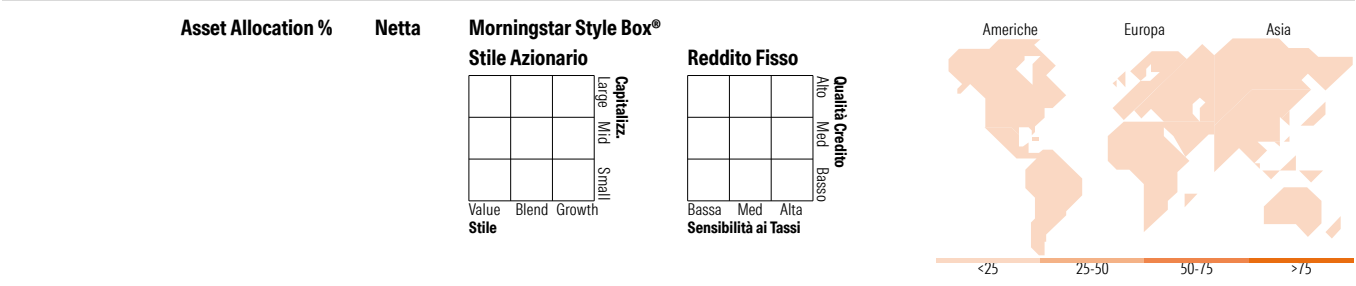 Asset Allocation %
Netta
Morningstar Style Box®
Stile Azionario
Large
Mid
Small
Capitalizz.
Value Blend Growth
Stile
Reddito Fisso
Alto
Med
Basso
Qualità Credito
Bassa Med Alta
Sensibilità ai Tassi
Americhe Europa Asia
<25 25-50 50-75 >75